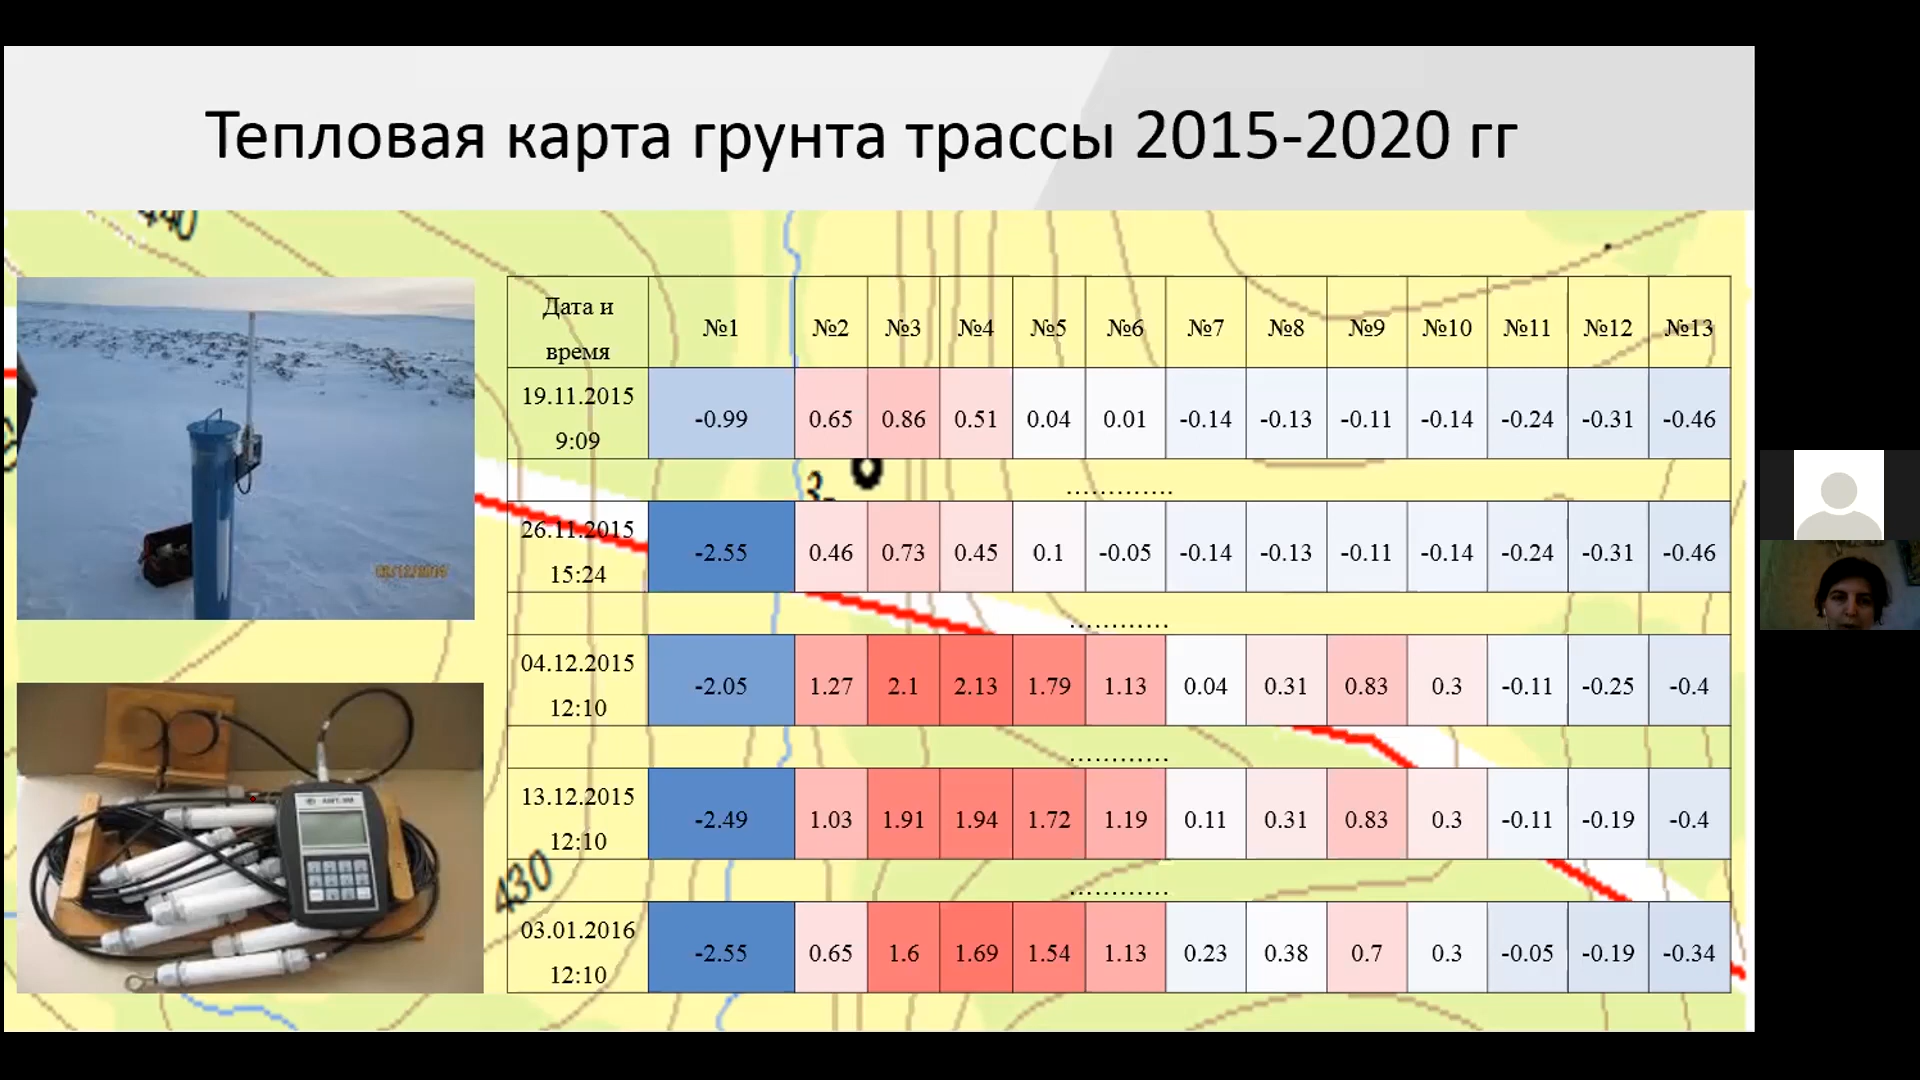 Тепловая карта грунта трассы 2015-2020 гг
440
Дата и время №1 №2 №3 №4 №5 №6 №7 №8 №9 №10 №11 №12 №13
19.11.2015 9:09 -0.99 0.65 0.86 0.51 0.04 0.01 -0.14 -0.13 -0.11 -0.14 -0.24 -0.31 -0.46
.............
26.11.2015 15:24 -2.55 0.46 0.73 0.45 0.1 -0.05 -0.14 -0.13 -0.11 -0.14 -0.24 -0.31 -0.46
............
04.12.2015 12:10 -2.05 1.27 2.1 2.13 1.79 1.13 0.04 0.31 0.83 0.3 -0.11 -0.25 -0.4
............
13.12.2015 12:10 -2.49 1.03 1.91 1.94 1.72 1.19 0.11 0.31 0.83 0.3 -0.11 -0.19 -0.4
............
03.01.2016 12:10 -2.55 0.65 1.6 1.69 1.54 1.13 0.23 0.38 0.7 0.3 -0.05 -0.19 -0.34
430